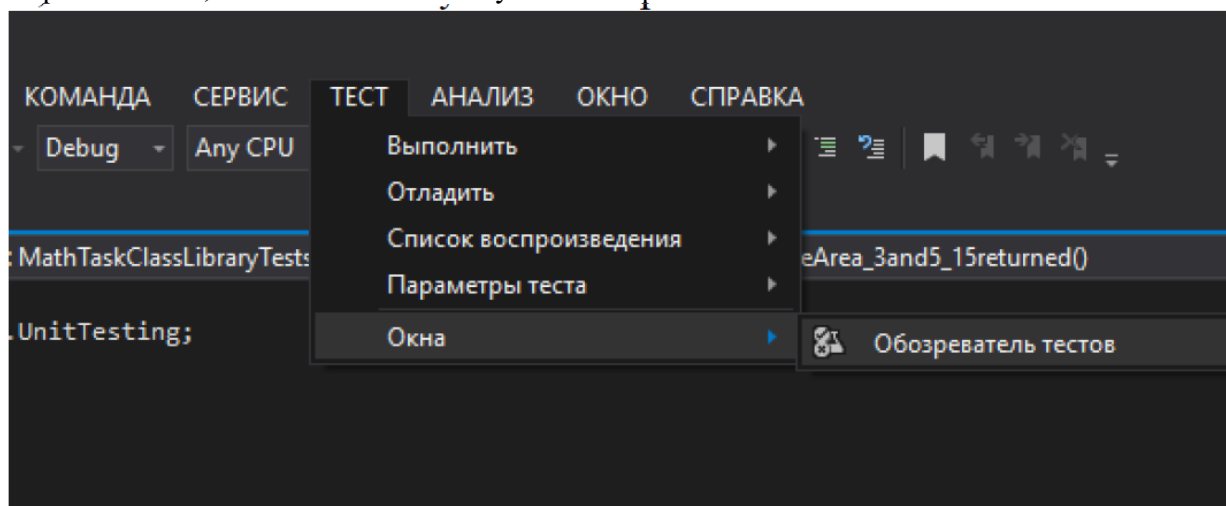 КОМАНДА СЕРВИС ТЕСТ АНАЛИЗ ОКНО СПРАВКА
Debug Any CPU
Выполнить
Отладить
Список воспроизведения
MathTaskClassLibraryTests eArea_3and5_15returned()
Параметры теста
.UnitTesting;
Окна
Обозреватель тестов